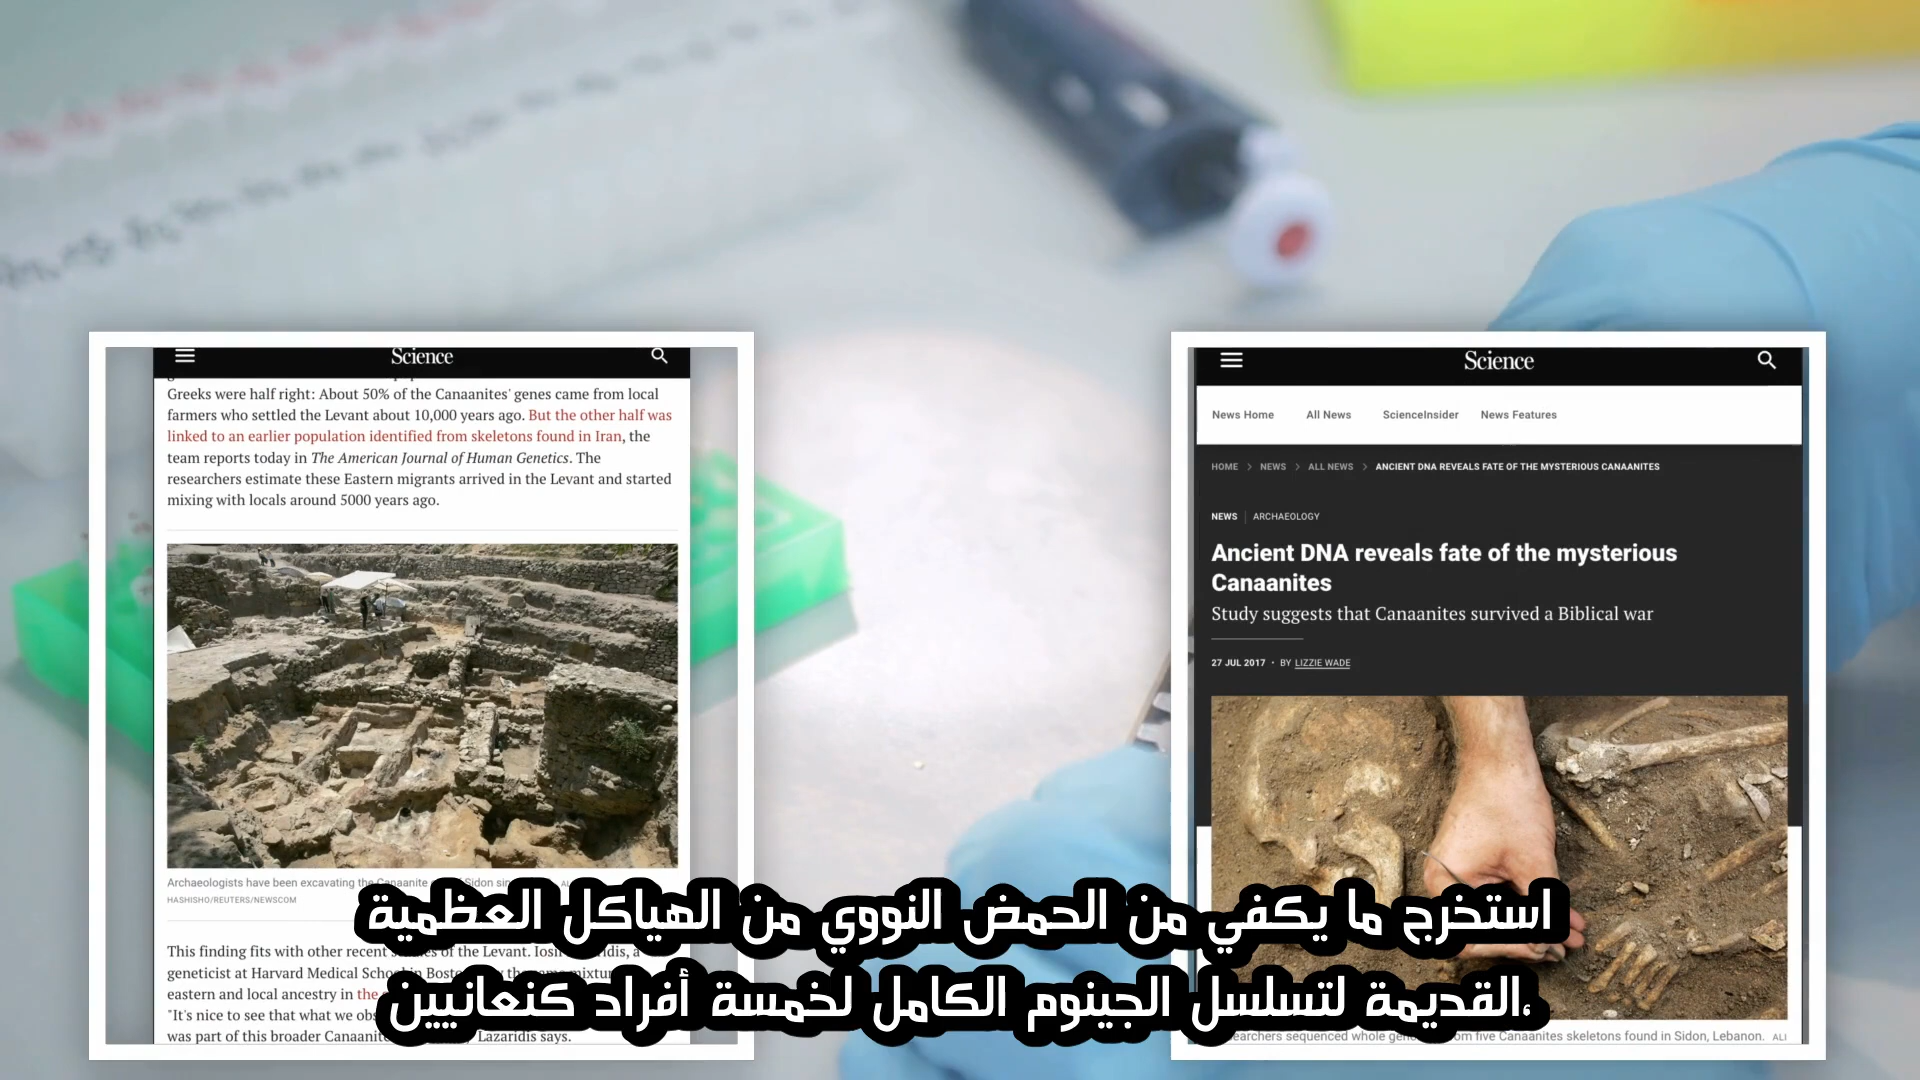 Science
Greeks were half right: About 50% of the Canaanites' genes came from local
farmers who settled the Levant about 10,000 years ago. But the other half was
linked to an earlier population identified from skeletons found in Iran, the
team reports today in The American Journal of Human Genetics. The
researchers estimate these Eastern migrants arrived in the Levant and started
mixing with locals around 5000 years ago.
Archaeologists have been excavating the Canaanite Sidon
HASHISHO/REUTERS/NEWSCOM
This finding fits with other recent of the Levant. Iosif a
geneticist at Harvard Medical School in
eastern and local ancestry in the
"It's nice to see that what we
was part of this broader Lazaridis says.
Science
News Home All News ScienceInsider News Features
HOME > NEWS > ALL NEWS > ANCIENT DNA REVEALS FATE OF THE MYSTERIOUS CANAANITES
NEWS | ARCHAEOLOGY
Ancient DNA reveals fate of the mysterious
Canaanites
Study suggests that Canaanites survived a Biblical war
27 JUL 2017 • BY LIZZIE WADE
sequenced whole five Canaanites skeletons found in Sidon, Lebanon. ALI
استخرج ما يكفي من الحمض النووي من الهياكل العظمية
القديمة لتسلسل الجينوم الكامل لخمسة أفراد كنعانيين،